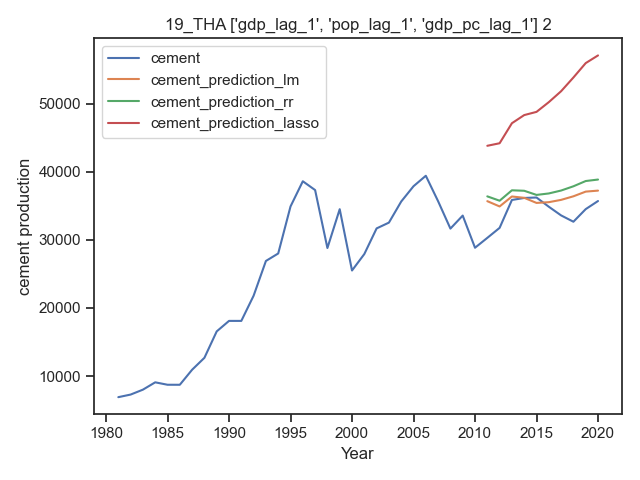 19_THA ['gdp_lag_1', 'pop_lag_1', 'gdp_pc_lag_1'] 2
cement
cement_prediction_lm
cement_prediction_rr
cement_prediction_lasso
cement production
50000
40000
30000
20000
10000
1980 1985 1990 1995 2000 2005 2010 2015 2020
Year